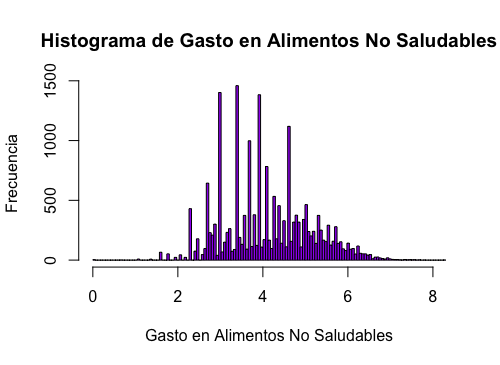 Histograma de Gasto en Alimentos No Saludables
Frecuencia
1500
1000
500
0
0 2 4 6 8
Gasto en Alimentos No Saludables